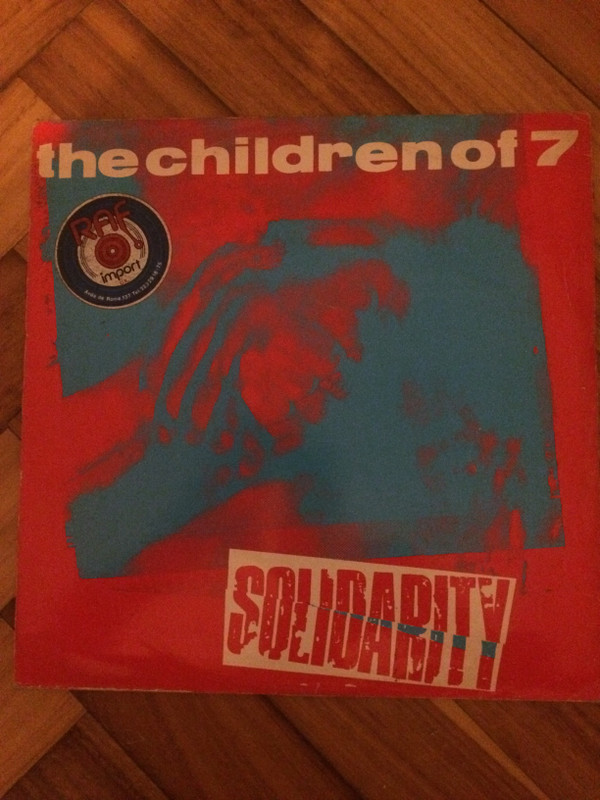 the children of 7
RAF
import
SOLIDARITY